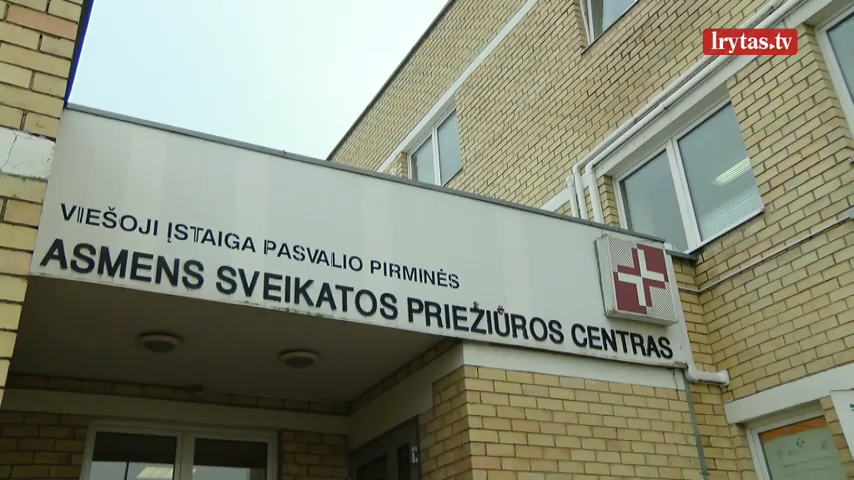 lrytas.tv
VIEŠOJI ĮSTAIGA PASVALIO PIRMINĖS
ASMENS SVEIKATOS PRIEŽIŪROS CENTRAS